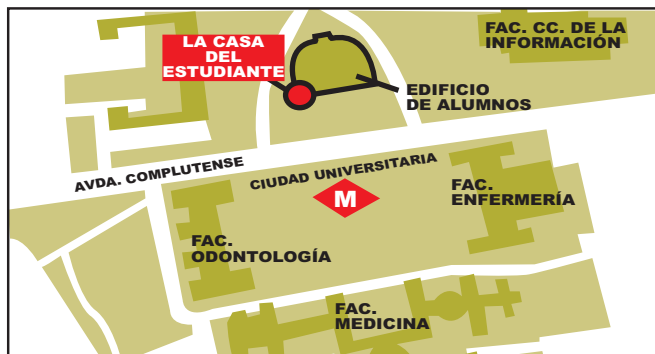 LA CASA
DEL
ESTUDIANTE
FAC. CC. DE LA
INFORMACIÓN
EDIFICIO
DE ALUMNOS
AVDA. COMPLUTENSE
CIUDAD UNIVERSITARIA
M
FAC.
ENFERMERÍA
FAC.
ODONTOLOGÍA
FAC.
MEDICINA